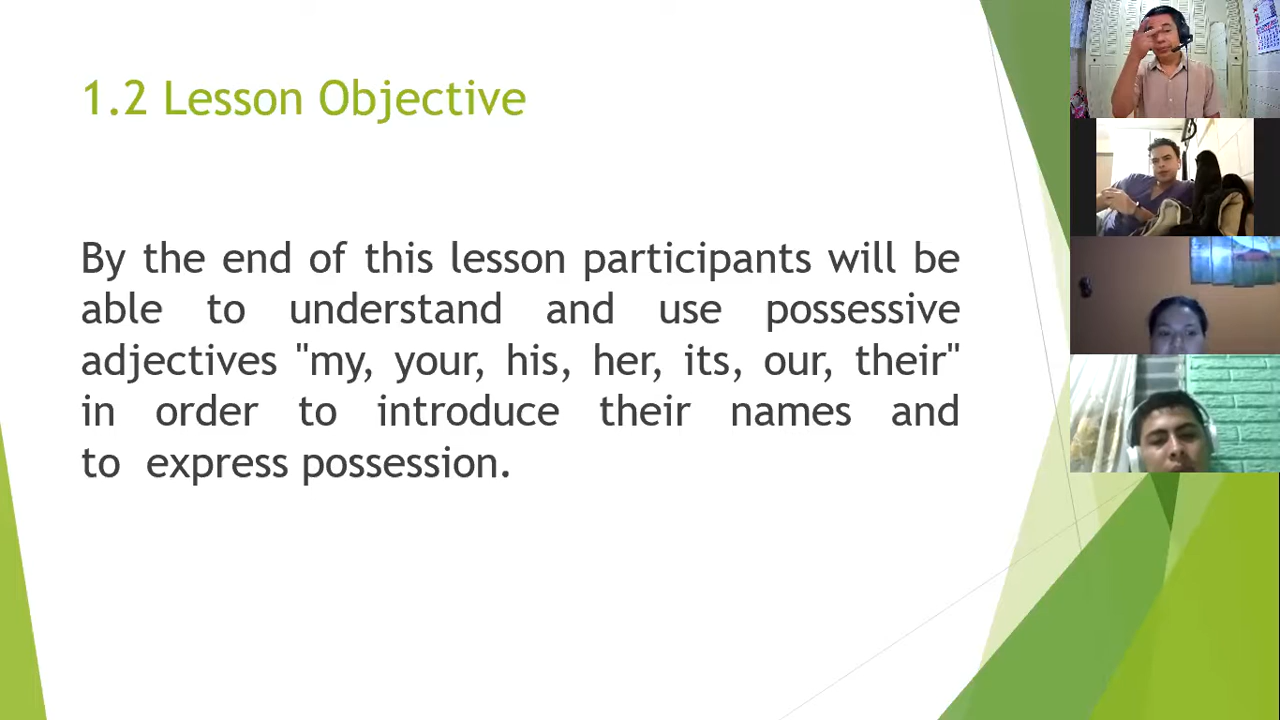 1.2 Lesson Objective
By the end of this lesson participants will be
able to understand and use possessive
adjectives "my, your, his, her, its, our, their"
in order to introduce their names and
to express possession.